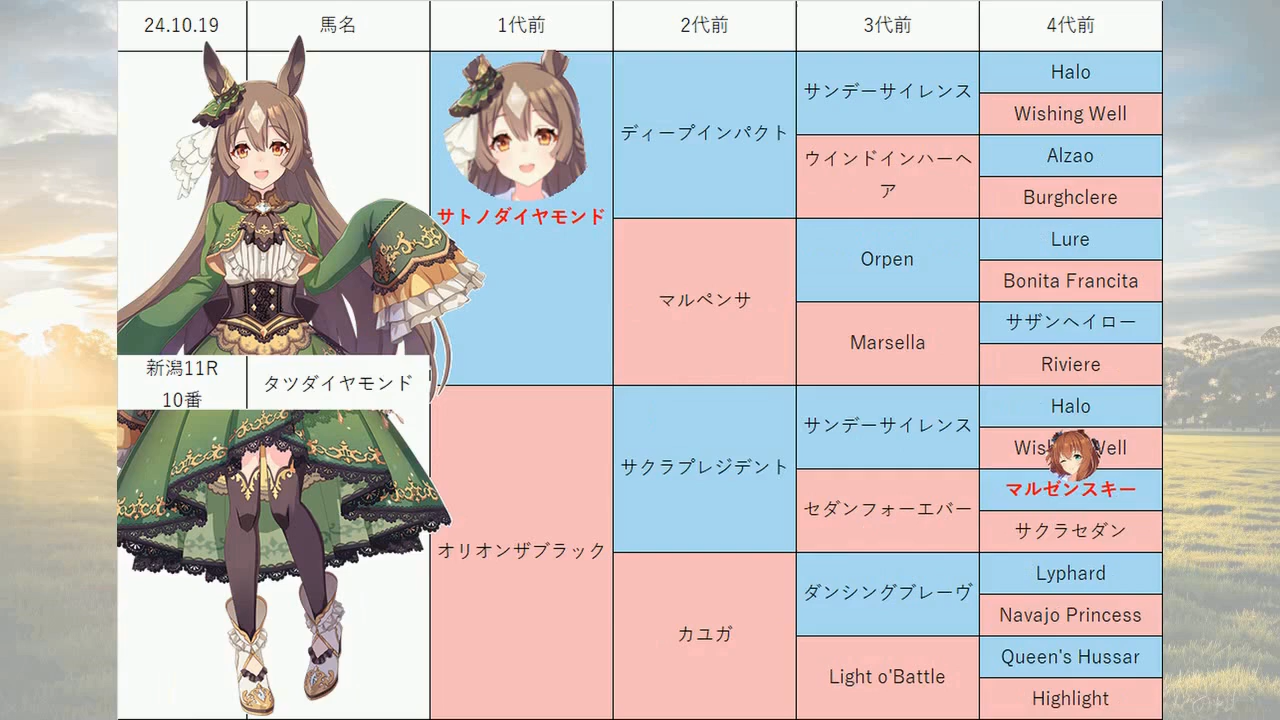 24.10.19
馬名
1代前
2代前
3代前
4代前
新潟11R
10番
タツダイヤモンド
サトノダイヤモンド
オリオンザブラック
ディープインパクト
マルペンサ
サクラプレジデント
カユガ
サンデーサイレンス
ウインドインハーヘ
ア
Orpen
Marsella
サンデーサイレンス
セダンフォーエバー
ダンシングブレーヴ
Light o'Battle
Halo
Wishing Well
Alzao
Burghclere
Lure
Bonita Francita
サザンヘイロー
Riviere
Halo
Well
マルゼンスキー
サクラセダン
Lyphard
Navajo Princess
Queen's Hussar
Highlight